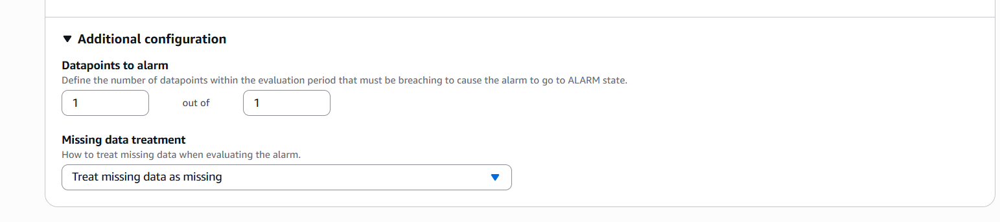 Additional configuration
Datapoints to alarm
Define the number of datapoints within the evaluation period that must be breaching to cause the alarm to go to ALARM state.
1 out of 1
Missing data treatment
How to treat missing data when evaluating the alarm.
Treat missing data as missing